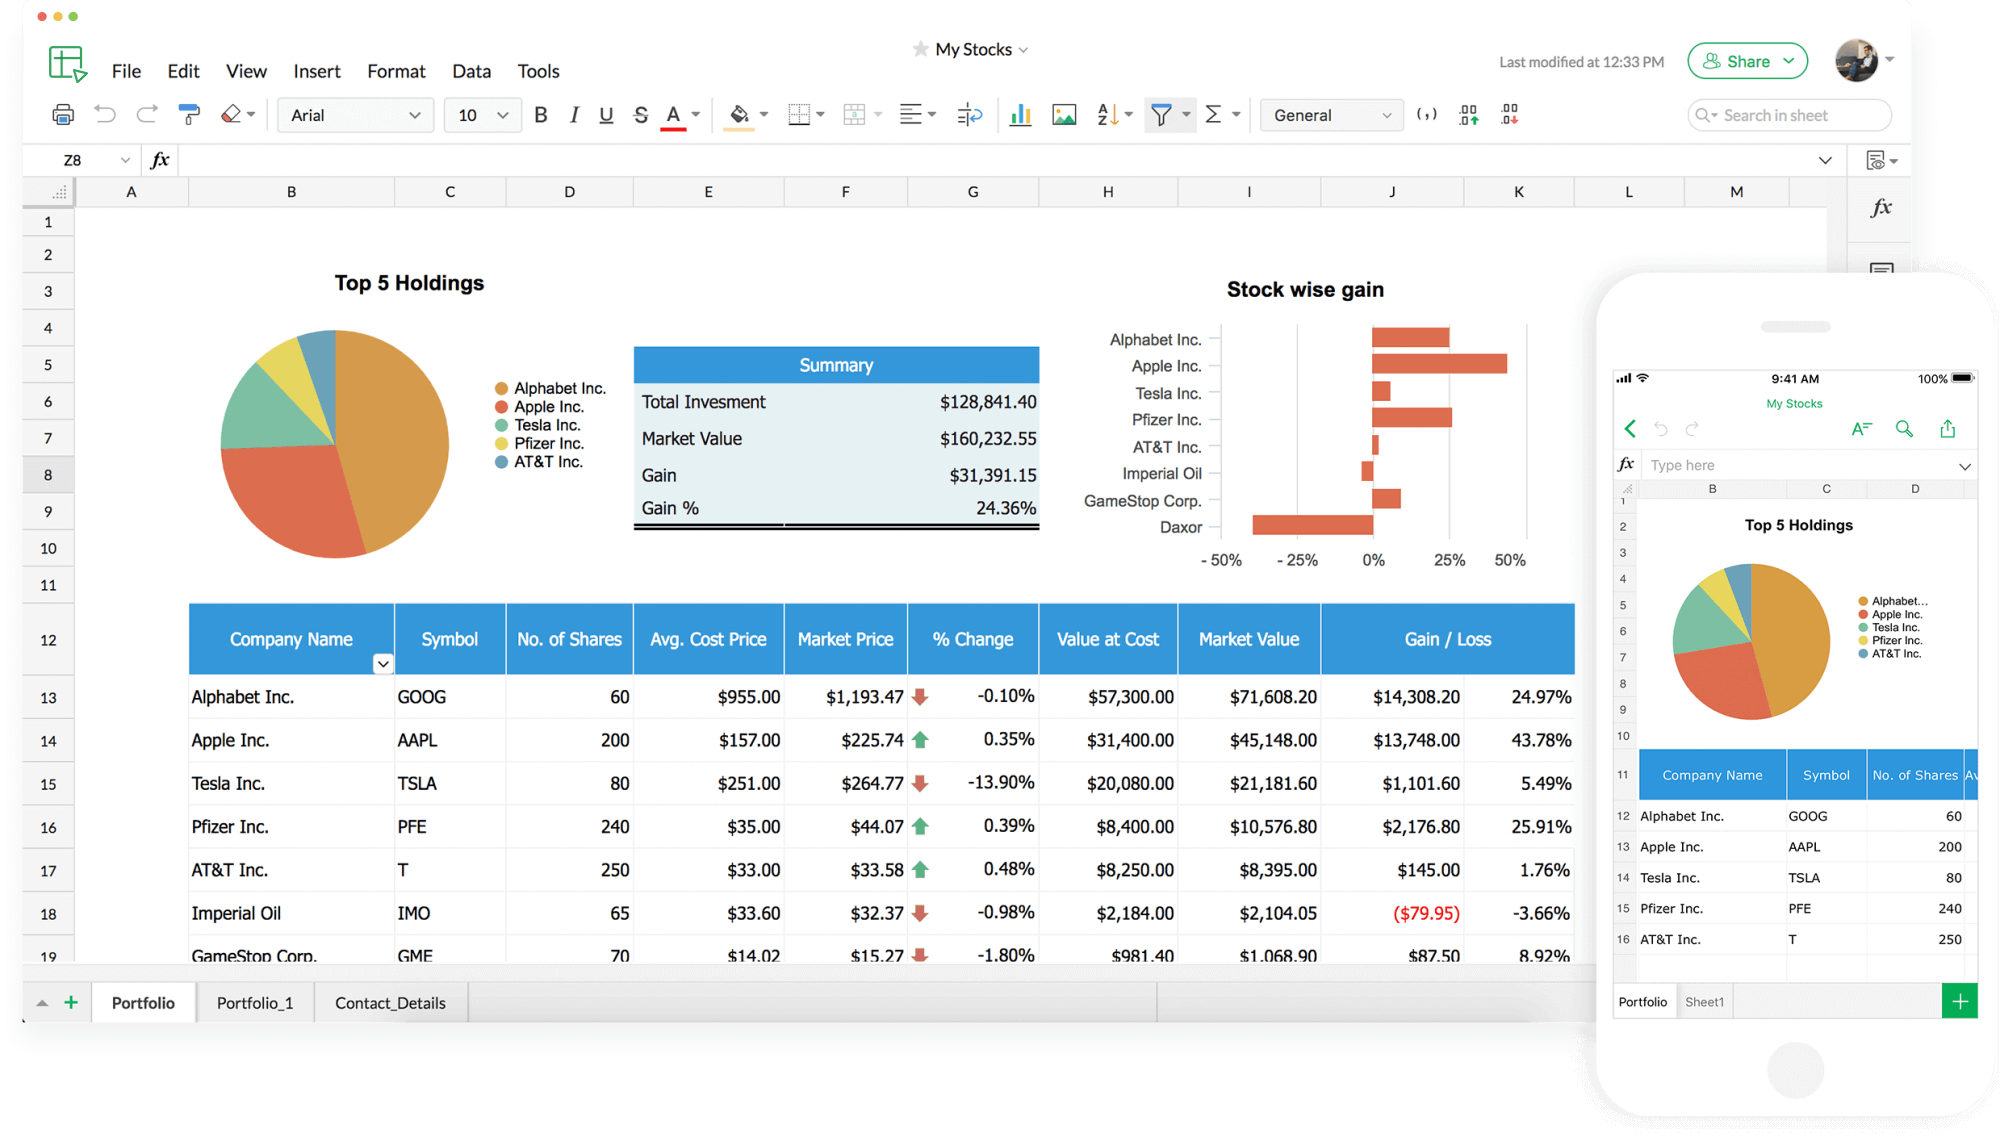 My Stocks
File Edit View Insert Format Data Tools
Last modified at 12:33 PM
Share
Arial 10 B I U S A AZ Σ General (,) .00 .00
Search in sheet
Z8 fx
A B C D E F G H I J K L M
fx
1
2
3
4
5
6
7
8
9
10
11
12
13
14
15
16
17
18
19
Top 5 Holdings
Alphabet Inc.
Apple Inc.
Tesla Inc.
Pfizer Inc.
AT&T Inc.
Summary
Total Invesment $128,841.40
Market Value $160,232.55
Gain $31,391.15
Gain % 24.36%
Stock wise gain
Alphabet Inc.
Apple Inc.
Tesla Inc.
Pfizer Inc.
AT&T Inc.
Imperial Oil
GameStop Corp.
Daxor
- 50% - 25% 0% 25% 50%
Company Name Symbol No. of Shares Avg. Cost Price Market Price % Change Value at Cost Market Value Gain / Loss
Alphabet Inc. GOOG 60 $955.00 $1,193.47 -0.10% $57,300.00 $71,608.20 $14,308.20 24.97%
Apple Inc. AAPL 200 $157.00 $225.74 0.35% $31,400.00 $45,148.00 $13,748.00 43.78%
Tesla Inc. TSLA 80 $251.00 $264.77 -13.90% $20,080.00 $21,181.60 $1,101.60 5.49%
Pfizer Inc. PFE 240 $35.00 $44.07 0.39% $8,400.00 $10,576.80 $2,176.80 25.91%
AT&T Inc. T 250 $33.00 $33.58 0.48% $8,250.00 $8,395.00 $145.00 1.76%
Imperial Oil IMO 65 $33.60 $32.37 -0.98% $2,184.00 $2,104.05 ($79.95) -3.66%
GameStop Corp. GME 70 $14.02 $15.27 -1.80% $981.40 $1,068.90 $87.50 8.92%
Portfolio Portfolio_1 Contact_Details
9:41 AM 100%
My Stocks
A
fx Type here
B C D
1
2
3
4
5
6
7
8
9
10
Top 5 Holdings
Alphabet...
Apple Inc.
Tesla Inc.
Pfizer Inc.
AT&T Inc.
11 Company Name Symbol No. of Shares Av
12 Alphabet Inc. GOOG 60
13 Apple Inc. AAPL 200
14 Tesla Inc. TSLA 80
15 Pfizer Inc. PFE 240
16 AT&T Inc. T 250
Portfolio Sheet1